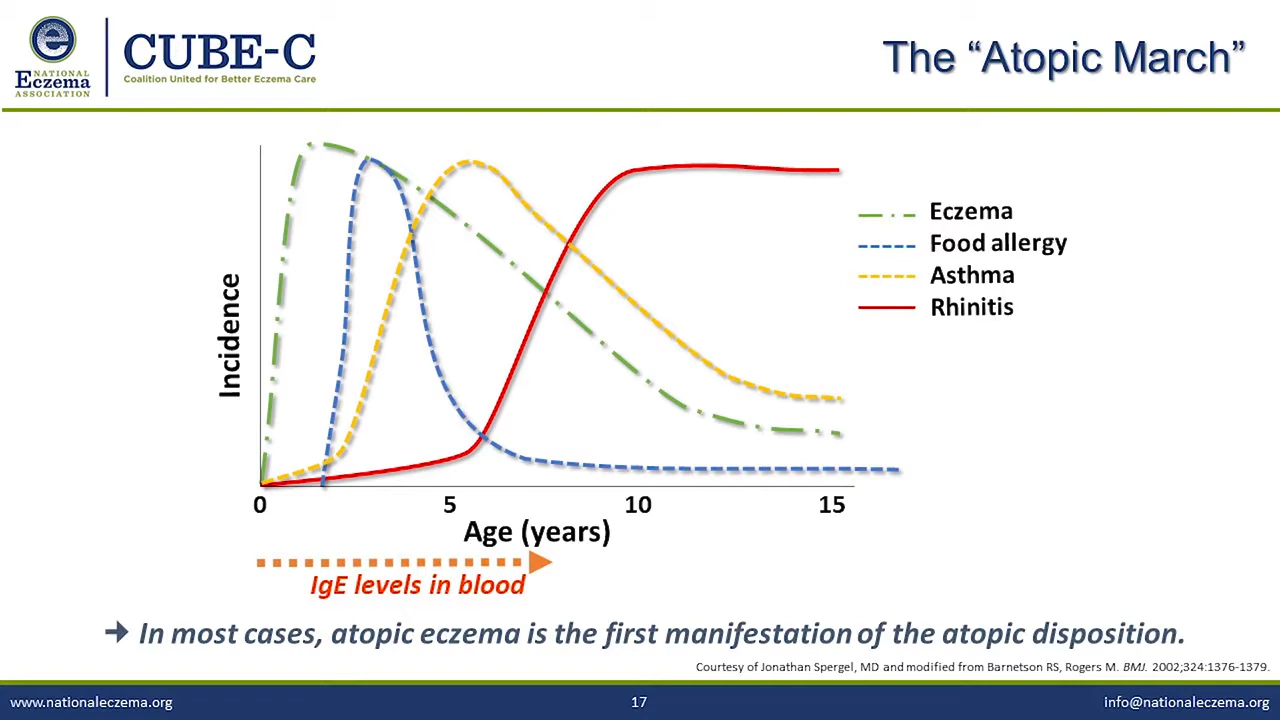 NATIONAL
Eczema
ASSOCIATION
CUBE-C
Coalition United for Better Eczema Care
The “Atopic March”
Incidence
Eczema
Food allergy
Asthma
Rhinitis
0 5 10 15
Age (years)
IgE levels in blood
➔ In most cases, atopic eczema is the first manifestation of the atopic disposition.
Courtesy of Jonathan Spergel, MD and modified from Barnetson RS, Rogers M. BMJ. 2002;324:1376-1379.
www.nationaleczema.org 17 info@nationaleczema.org